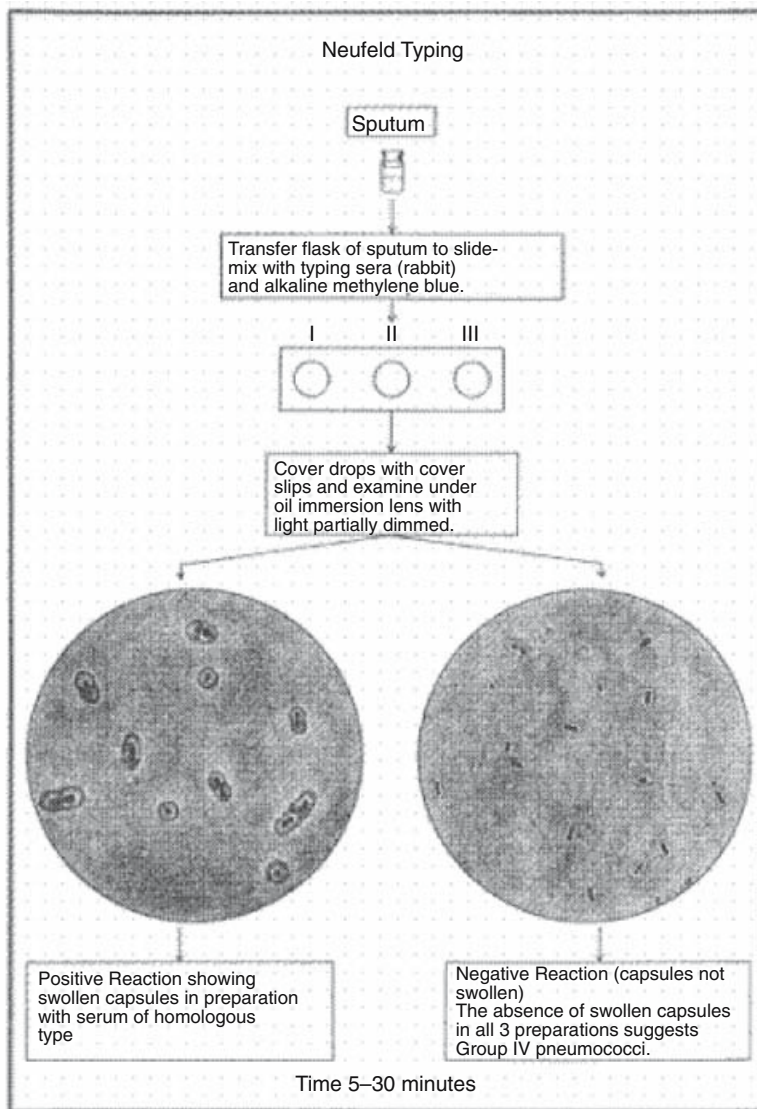 Neufeld Typing
Sputum
Transfer flask of sputum to slide-
mix with typing sera (rabbit)
and alkaline methylene blue.
I II III
Cover drops with cover
slips and examine under
oil immersion lens with
light partially dimmed.
Positive Reaction showing
swollen capsules in preparation
with serum of homologous
type
Negative Reaction (capsules not
swollen)
The absence of swollen capsules
in all 3 preparations suggests
Group IV pneumococci.
Time 5–30 minutes